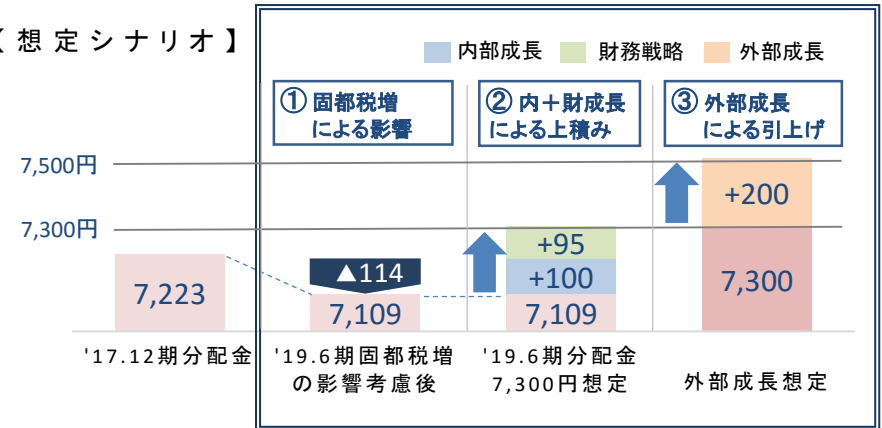 【想定シナリオ】
内部成長 財務戦略 外部成長
① 固都税増
による影響
② 内＋財成長
による上積み
③ 外部成長
による引上げ
7,500円
7,300円
7,223
▲114
7,109
+95
+100
7,109
+200
7,300
'17.12期分配金
'19.6期固都税増
の影響考慮後
'19.6期分配金
7,300円想定
外部成長想定